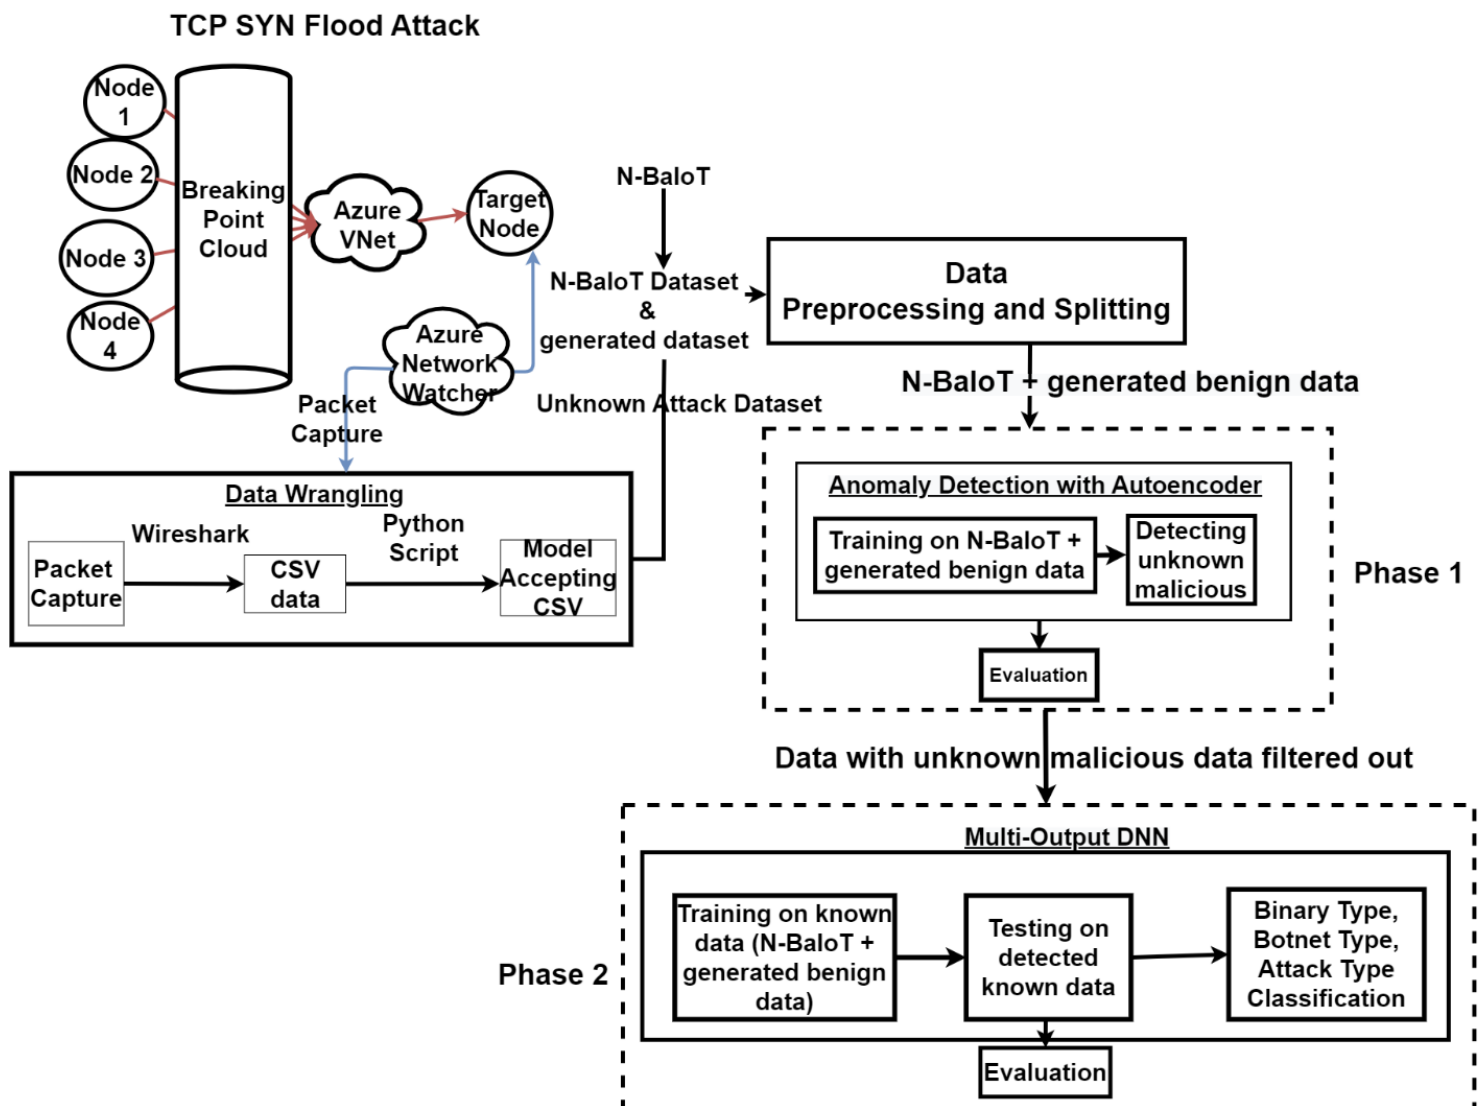 TCP SYN Flood Attack
Node
1
Node 2
Node 3
Node
4
Breaking
Point
Cloud
Azure
VNet
Target
Node
Azure
Network
Watcher
Packet
Capture
N-BaIoT
N-BaIoT Dataset
&
generated dataset
Unknown Attack Dataset
Data
Preprocessing and Splitting
N-BaIoT + generated benign data
Data Wrangling
Wireshark
Python
Script
Packet
Capture
CSV
data
Model
Accepting
CSV
Anomaly Detection with Autoencoder
Training on N-BaIoT +
generated benign data
Detecting
unknown
malicious
Evaluation
Phase 1
Data with unknown malicious data filtered out
Multi-Output DNN
Training on known
data (N-BaIoT +
generated benign
data)
Testing on
detected
known data
Binary Type,
Botnet Type,
Attack Type
Classification
Phase 2
Evaluation